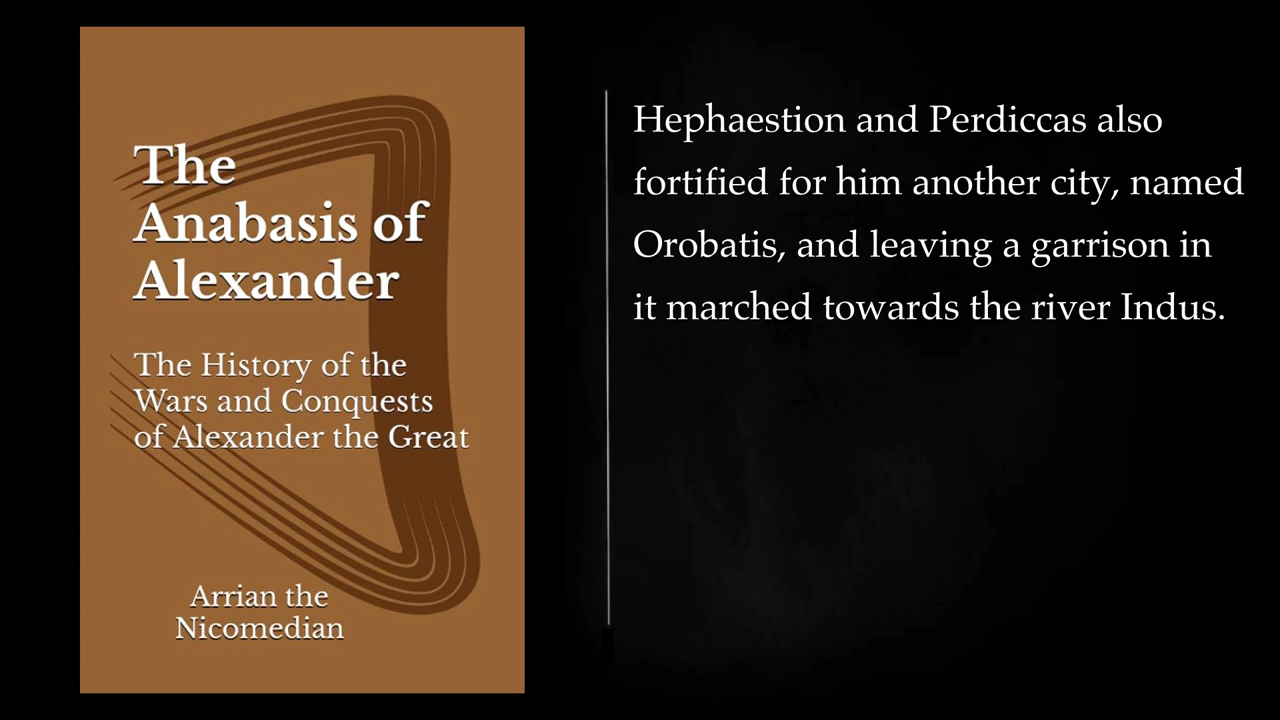 The
Anabasis of
Alexander
The History of the
Wars and Conquests
of Alexander the Great
Arrian the
Nicomedian
Hephaestion and Perdiccas also
fortified for him another city, named
Orobatis, and leaving a garrison in
it marched towards the river Indus.